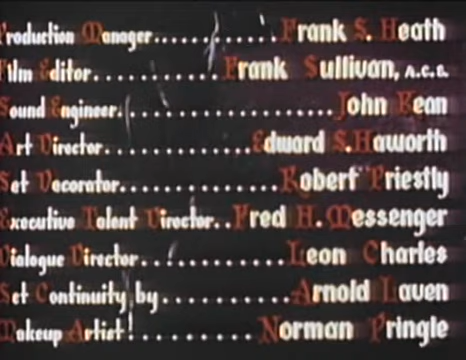 Production Manager............Frank S. Heath
Film Editor............Frank Sullivan, A.C.E.
Sound Engineer......................John Kean
Art Director...............Edward S. Haworth
Set Decorator................Robert Priestly
Executive Talent Director..Fred H. Messenger
Dialogue Director.............Leon Charles
Set Continuity by............Arnold Laven
Makeup Artist............Norman Pringle